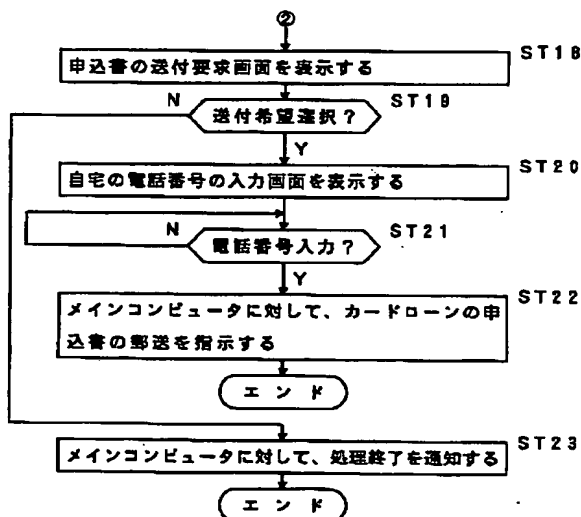 ②
申込書の送付要求画面を表示する
ST18
N
送付希望選択?
ST19
Y
自宅の電話番号の入力画面を表示する
ST20
N
電話番号入力?
ST21
Y
メインコンピュータに対して、カードローンの申
込書の郵送を指示する
ST22
エンド
メインコンピュータに対して、処理終了を通知する
ST23
エンド